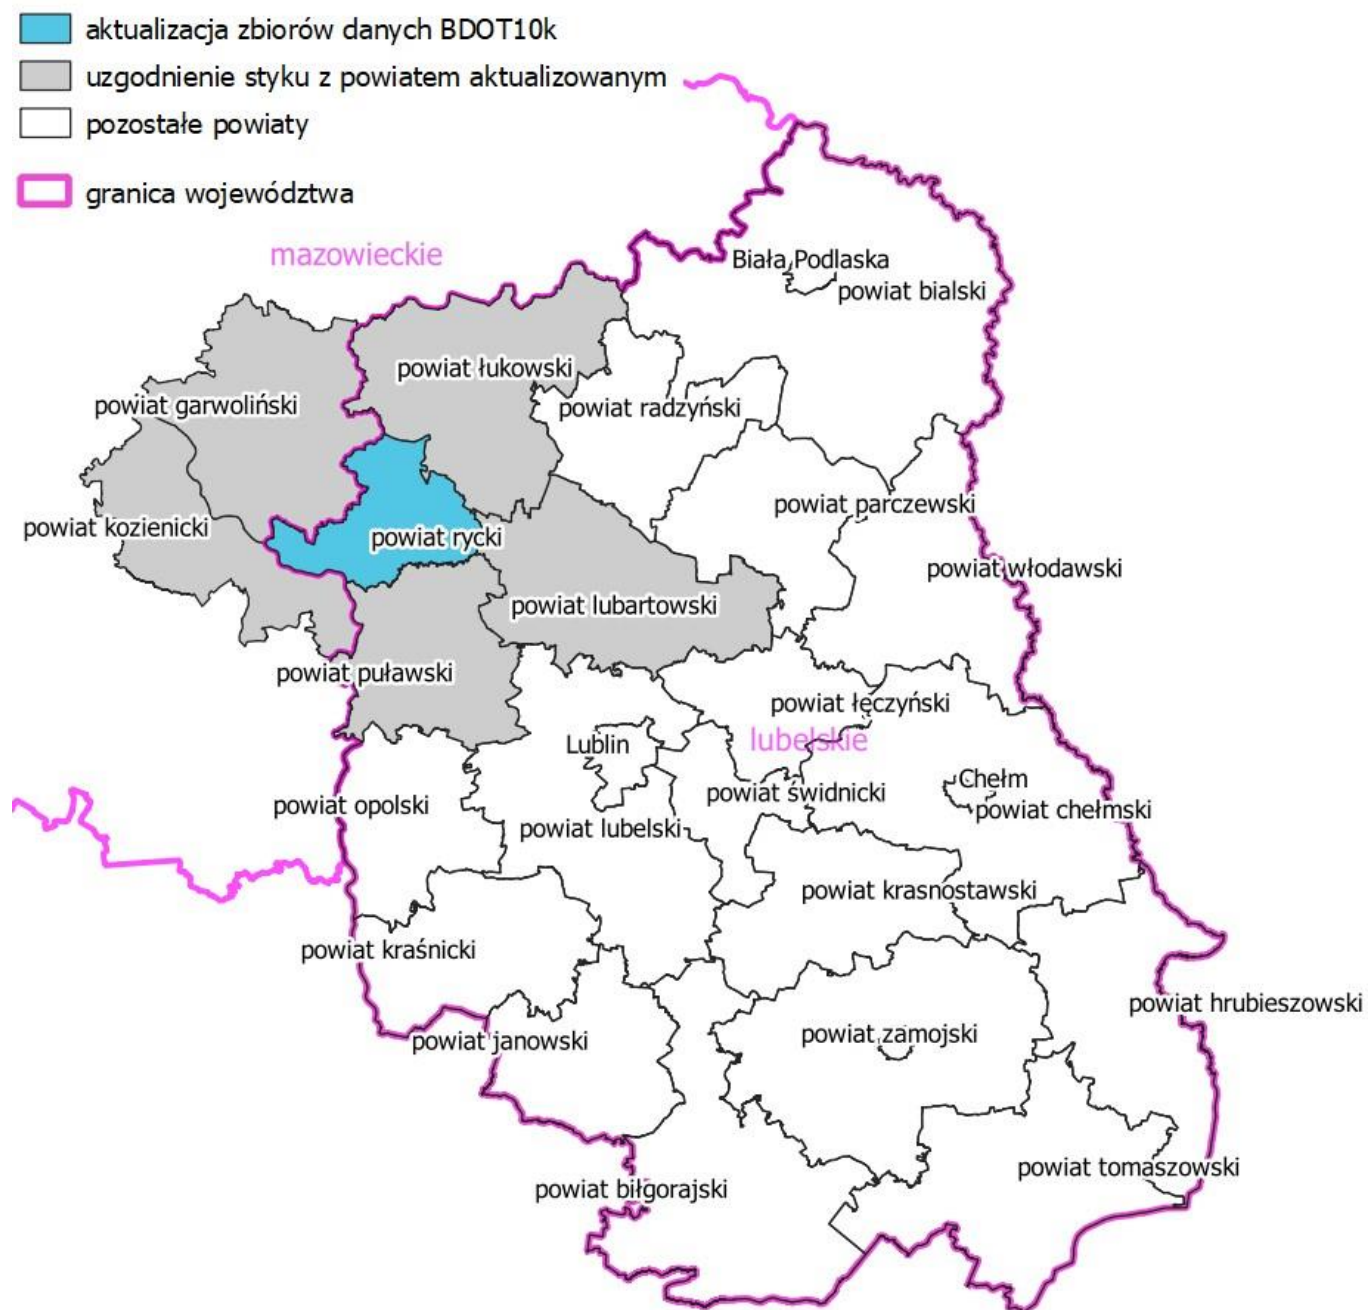 aktualizacja zbiorów danych BDOT10k
uzgodnienie styku z powiatem aktualizowanym
pozostałe powiaty
granica województwa
mazowieckie
Biała Podlaska
powiat bialski
powiat łukowski
powiat garwoliński
powiat radzyński
powiat parczewski
powiat kozienicki
powiat rycki
powiat włodawski
powiat lubartowski
powiat puławski
powiat łęczyński
lubelskie
Lublin
Chełm
powiat świdnicki
powiat opolski
powiat chełmski
powiat lubelski
powiat krasnostawski
powiat kraśnicki
powiat hrubieszowski
powiat zamojski
powiat janowski
powiat tomaszowski
powiat biłgorajski